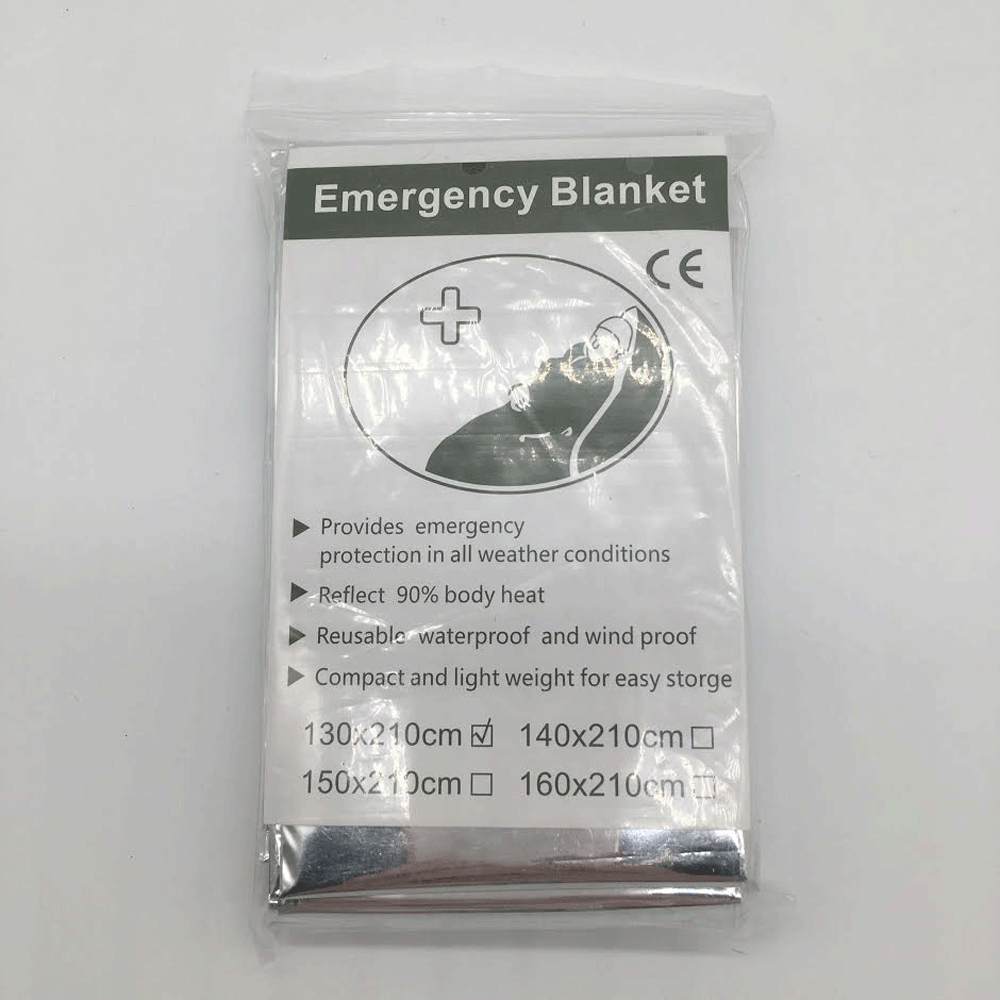 Emergency Blanket
CE
Provides emergency
protection in all weather conditions
Reflect 90% body heat
Reusable waterproof and wind proof
Compact and light weight for easy storge
130x210cm ☑ 140x210cm ☐
150x210cm ☐ 160x210cm ☐